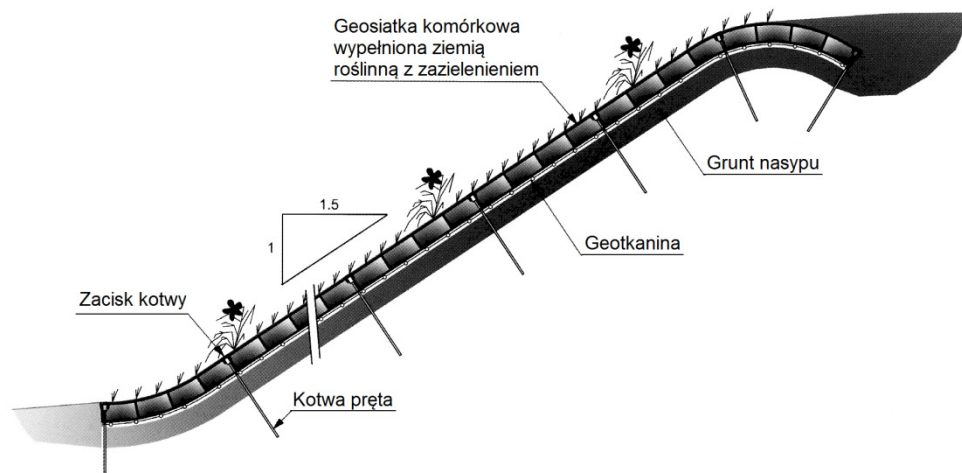 Geosiatka komórkowa
wypełniona ziemią
roślinną z zazielenieniem
Grunt nasypu
1.5
1
Geotkanina
Zacisk kotwy
Kotwa pręta